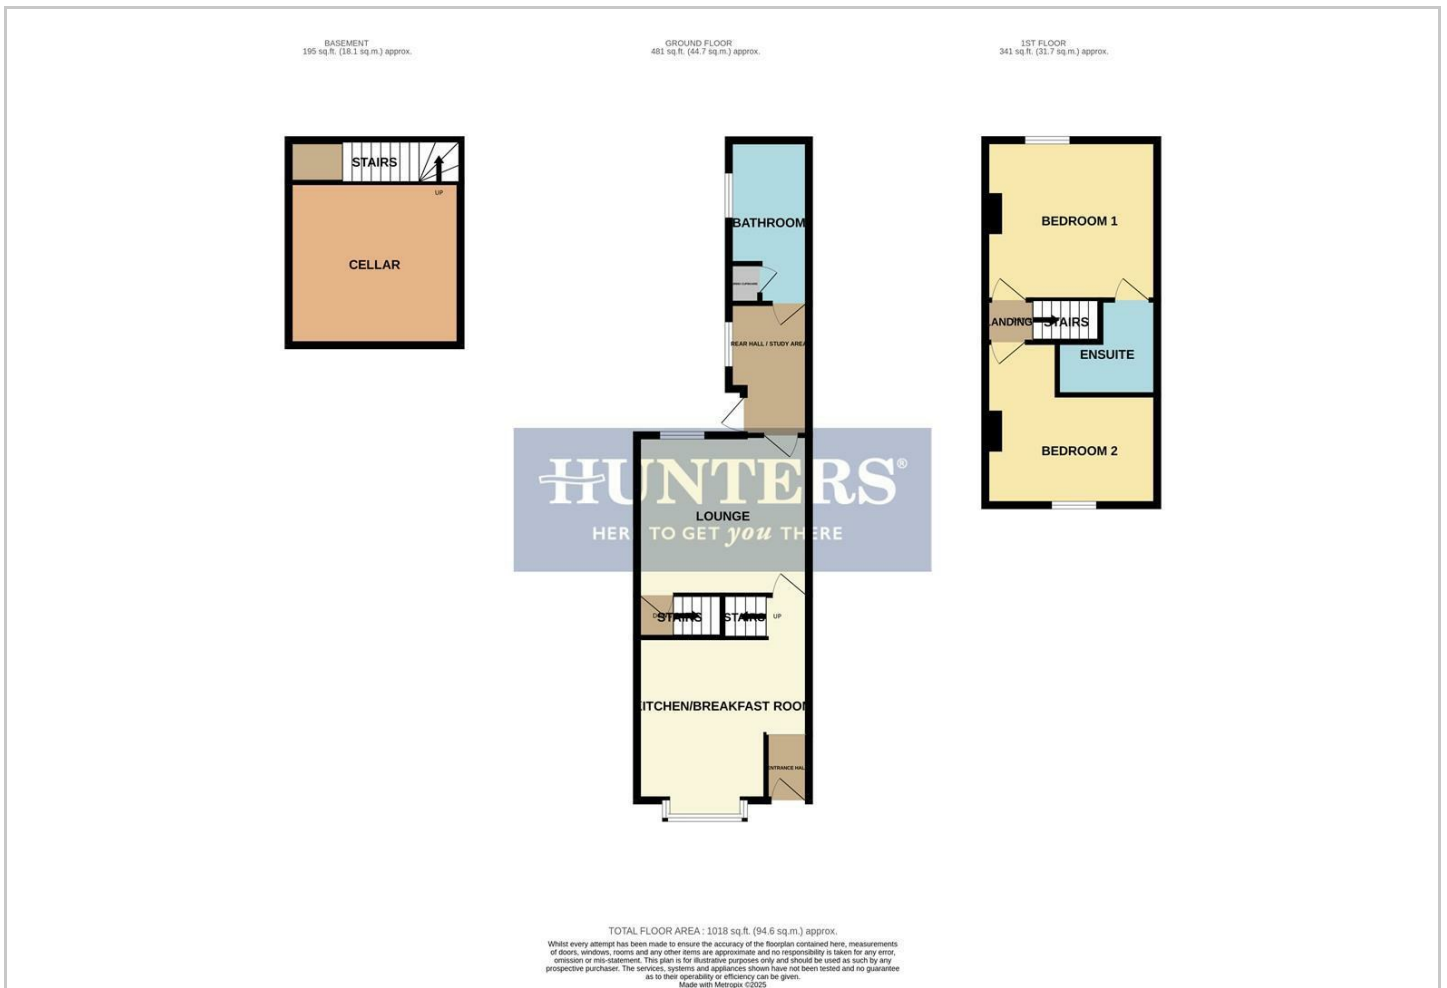 BASEMENT
195 sq.ft. (18.1 sq.m.) approx.
GROUND FLOOR
481 sq.ft. (44.7 sq.m.) approx.
1ST FLOOR
341 sq.ft. (31.7 sq.m.) approx.
STAIRS
UP
CELLAR
BATHROOM
REAR HALL / STUDY AREA
HUNTERS®
HERE TO GET you THERE
LOUNGE
STAIRS
STAIRS
UP
KITCHEN/BREAKFAST ROOM
ENTRANCE HALL
BEDROOM 1
LANDING
STAIRS
ENSUITE
BEDROOM 2
TOTAL FLOOR AREA : 1018 sq.ft. (94.6 sq.m.) approx.
Whilst every attempt has been made to ensure the accuracy of the floorplan contained here, measurements
of doors, windows, rooms and any other items are approximate and no responsibility is taken for any error,
omission or mis-statement. This plan is for illustrative purposes only and should be used as such by any
prospective purchaser. The services, systems and appliances shown have not been tested and no guarantee
as to their operability or efficiency can be given.
Made with Metropix ©2025